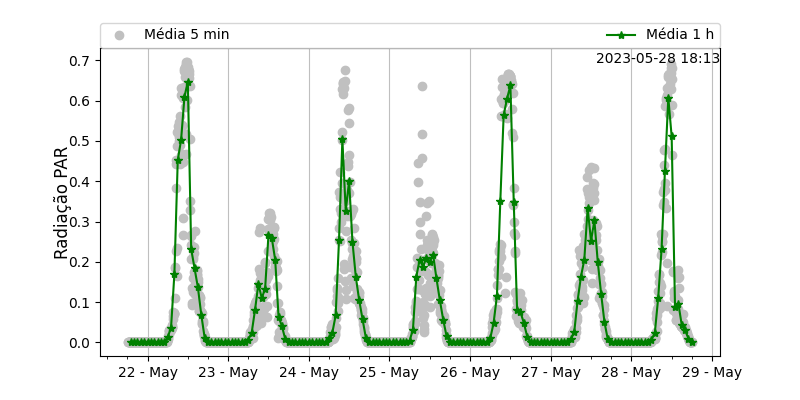 Média 5 min
Média 1 h
2023-05-28 18:13
Radiação PAR
0.7
0.6
0.5
0.4
0.3
0.2
0.1
0.0
22 - May
23 - May
24 - May
25 - May
26 - May
27 - May
28 - May
29 - May